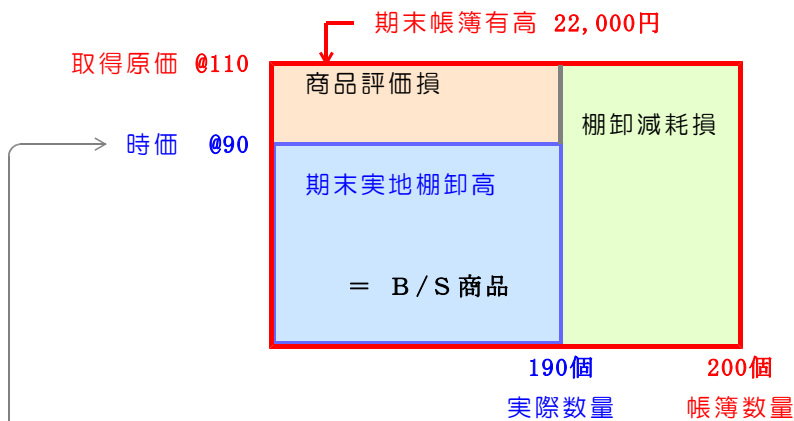 期末帳簿有高 22,000円
取得原価 @110
商品評価損
棚卸減耗損
時価 @90
期末実地棚卸高
＝ B/S商品
190個
200個
実際数量
帳簿数量